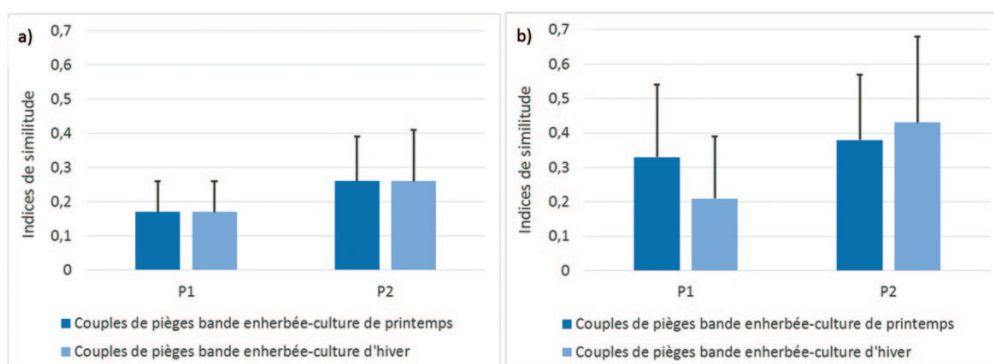 a)
Indices de similitude
0,7
0,6
0,5
0,4
0,3
0,2
0,1
0
P1
P2
Couples de pièges bande enherbée-culture de printemps
Couples de pièges bande enherbée-culture d'hiver
b)
Indices de similitude
0,7
0,6
0,5
0,4
0,3
0,2
0,1
0
P1
P2
Couples de pièges bande enherbée-culture de printemps
Couples de pièges bande enherbée-culture d'hiver